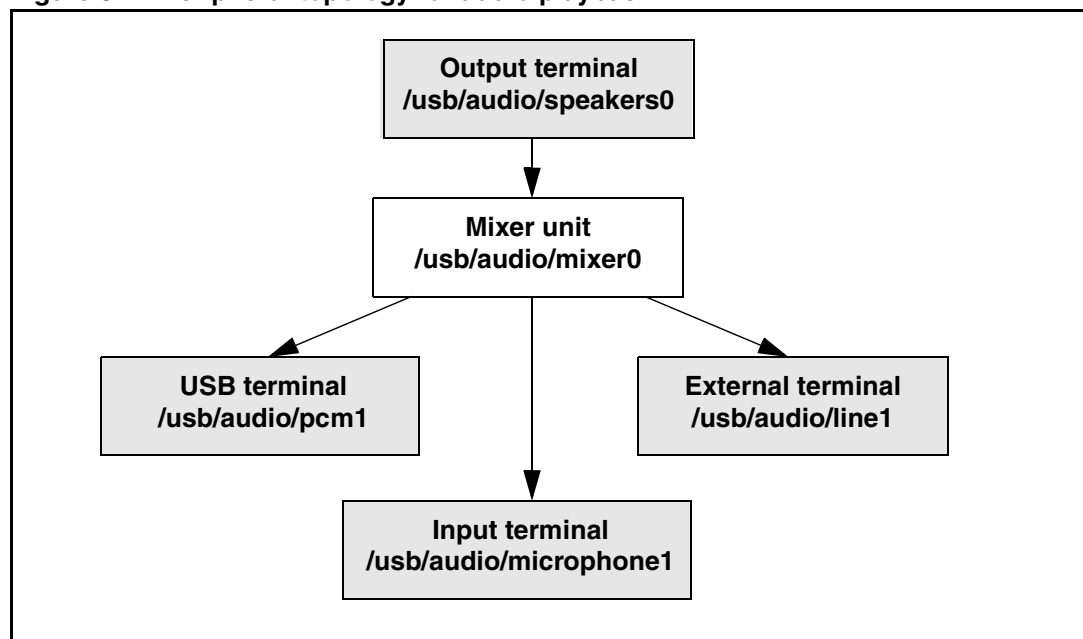 Output terminal
/usb/audio/speakers0
Mixer unit
/usb/audio/mixer0
USB terminal
/usb/audio/pcm1
External terminal
/usb/audio/line1
Input terminal
/usb/audio/microphone1